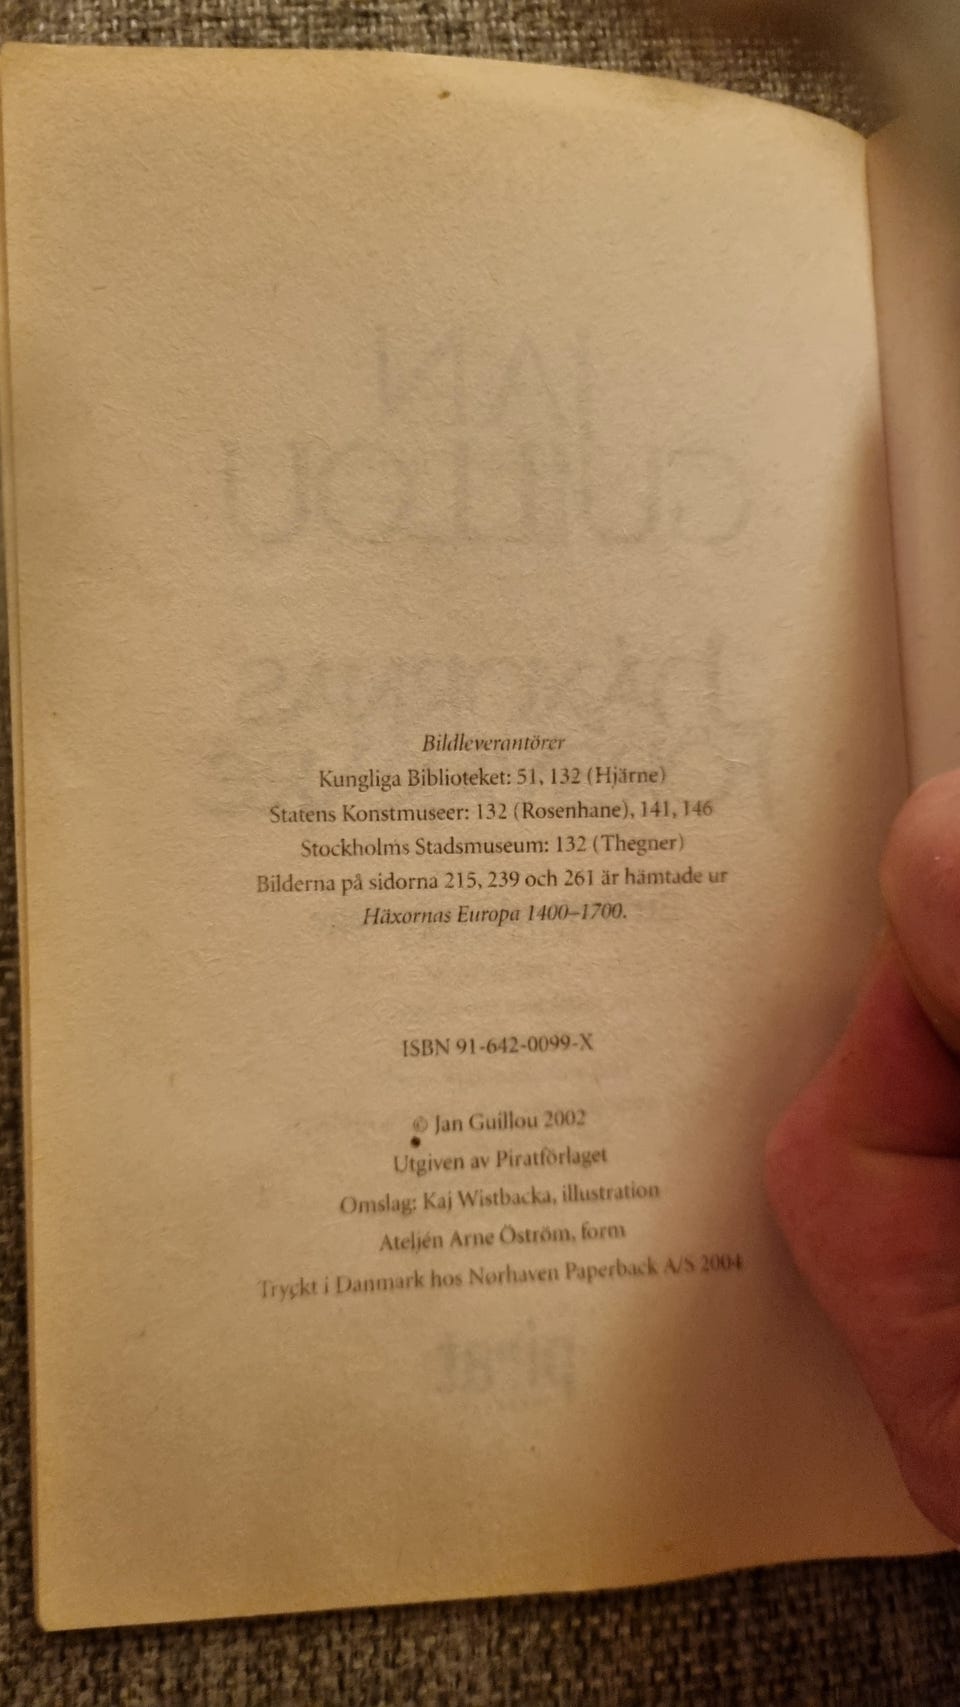 Bildleverantörer
Kungliga Biblioteket: 51, 132 (Hjärne)
Statens Konstmuseer: 132 (Rosenhane), 141, 146
Stockholms Stadsmuseum: 132 (Thegner)
Bilderna på sidorna 215, 239 och 261 är hämtade ur
Häxornas Europa 1400–1700.
ISBN 91-642-0099-X
© Jan Guillou 2002
Utgiven av Piratförlaget
Omslag: Kaj Wistbacka, illustration
Ateljén Arne Öström, form
Tryckt i Danmark hos Nørhaven Paperback A/S 2004